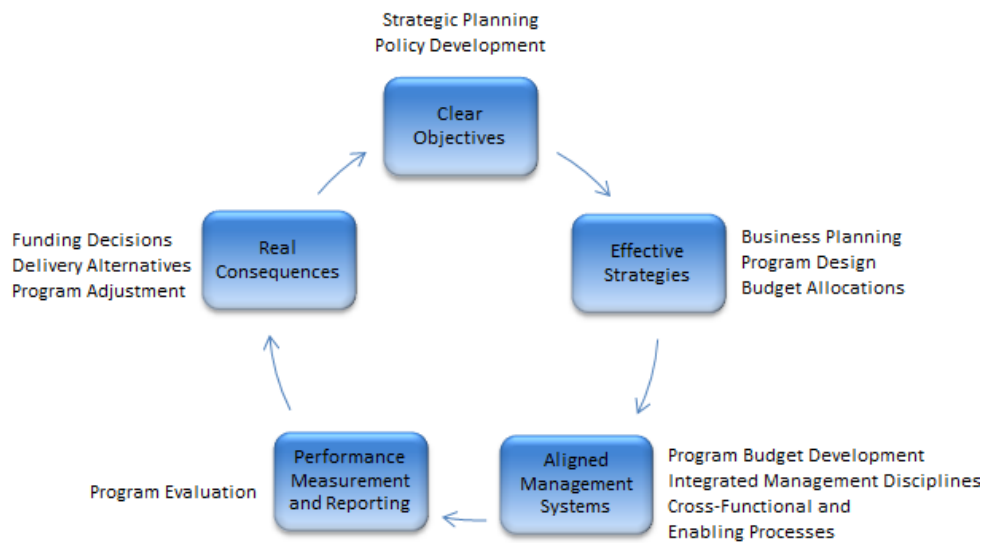 Strategic Planning
Policy Development
Clear
Objectives
Effective
Strategies
Business Planning
Program Design
Budget Allocations
Aligned
Management
Systems
Program Budget Development
Integrated Management Disciplines
Cross-Functional and
Enabling Processes
Performance
Measurement
and Reporting
Program Evaluation
Real
Consequences
Funding Decisions
Delivery Alternatives
Program Adjustment